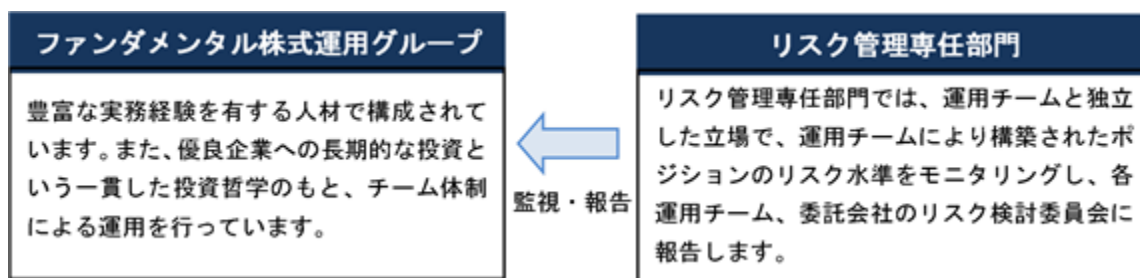 ファンダメンタル株式運用グループ
豊富な実務経験を有する人材で構成されて
います。また、優良企業への長期的な投資と
いう一貫した投資哲学のもと、チーム体制
による運用を行っています。
監視・報告
リスク管理専任部門
リスク管理専任部門では、運用チームと独立
した立場で、運用チームにより構築されたポ
ジションのリスク水準をモニタリングし、各
運用チーム、委託会社のリスク検討委員会に
報告します。